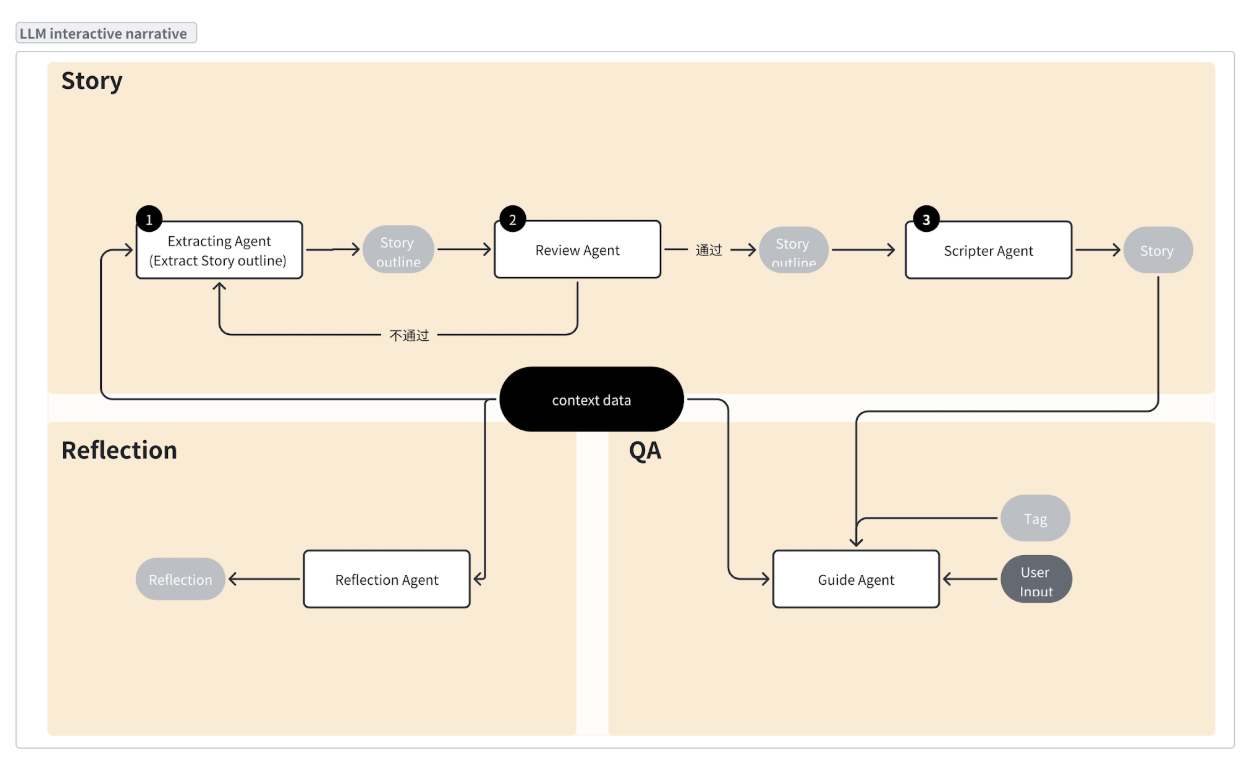 LLM interactive narrative
Story
1
Extracting Agent
(Extract Story outline)
Story
outline
2
Review Agent
通过
Story
outline
3
Scripter Agent
Story
不通过
context data
Reflection
Reflection
Reflection Agent
QA
Tag
Guide Agent
User
Input